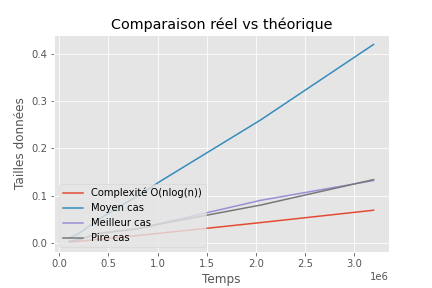 Comparaison réel vs théorique
Tailles données
0.4
0.3
0.2
0.1
0.0
Complexité O(nlog(n))
Moyen cas
Meilleur cas
Pire cas
0.0 0.5 1.0 1.5 2.0 2.5 3.0
1e6
Temps